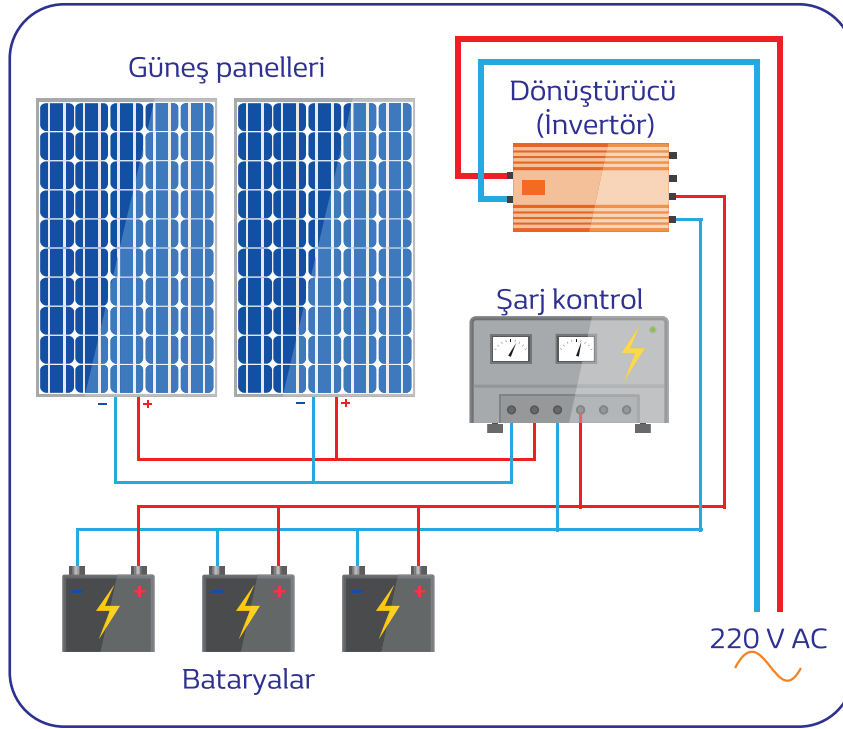 Güneş panelleri
Dönüştürücü
(İnvertör)
Şarj kontrol
− +
− +
− +
− +
− +
Bataryalar
220 V AC